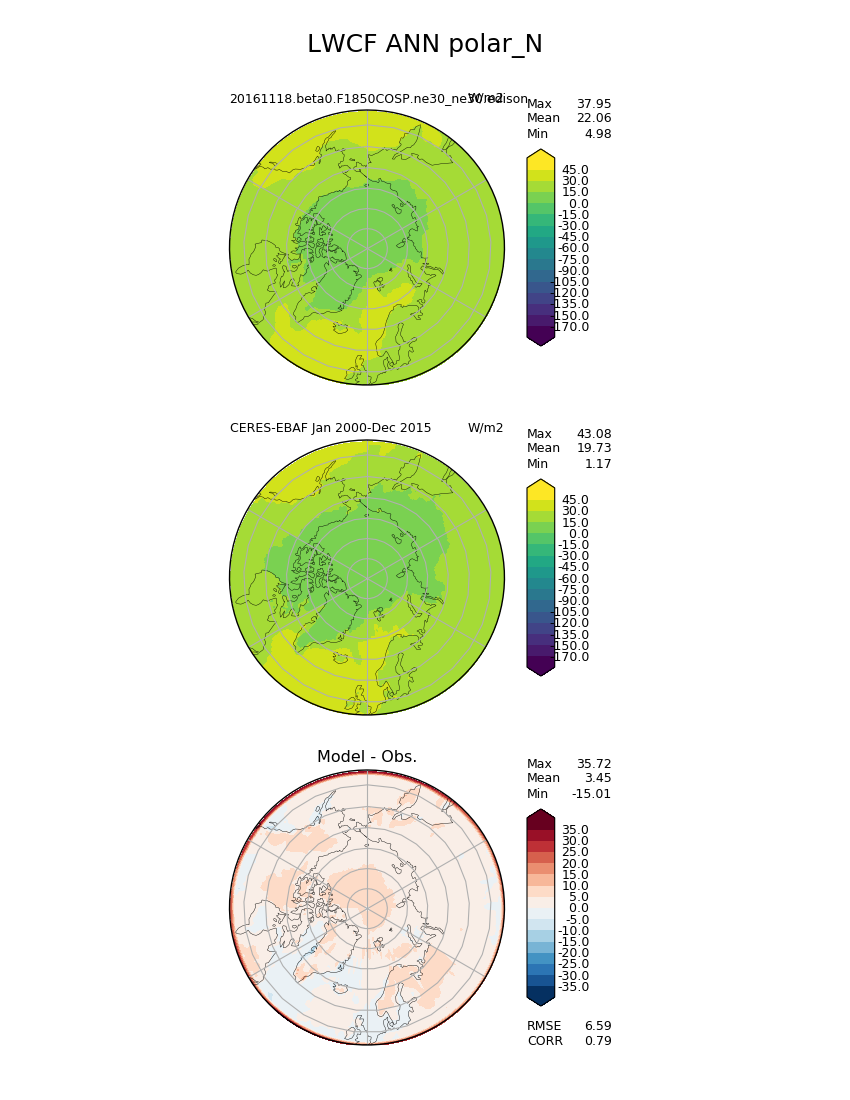 LWCF ANN polar_N
20161118.beta0.F1850COSP.ne30_ne30.edison
W/m2
Max 37.95
Mean 22.06
Min 4.98
45.0
30.0
15.0
0.0
-15.0
-30.0
-45.0
-60.0
-75.0
-90.0
-105.0
-120.0
-135.0
-150.0
-170.0
CERES-EBAF Jan 2000-Dec 2015
W/m2
Max 43.08
Mean 19.73
Min 1.17
45.0
30.0
15.0
0.0
-15.0
-30.0
-45.0
-60.0
-75.0
-90.0
-105.0
-120.0
-135.0
-150.0
-170.0
Model - Obs.
Max 35.72
Mean 3.45
Min -15.01
35.0
30.0
25.0
20.0
15.0
10.0
5.0
0.0
-5.0
-10.0
-15.0
-20.0
-25.0
-30.0
-35.0
RMSE 6.59
CORR 0.79